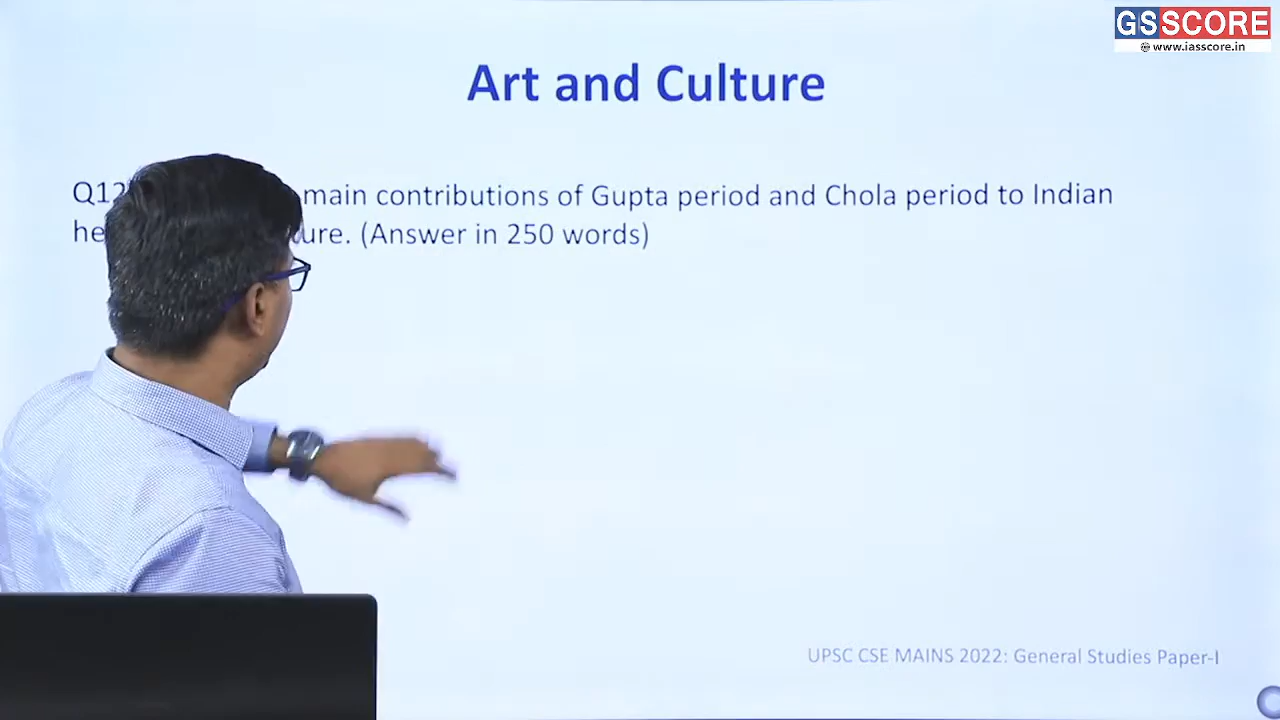 GSSCORE
www.iasscore.in
Art and Culture
Q12 main contributions of Gupta period and Chola period to Indian
he ure. (Answer in 250 words)
UPSC CSE MAINS 2022: General Studies Paper-I